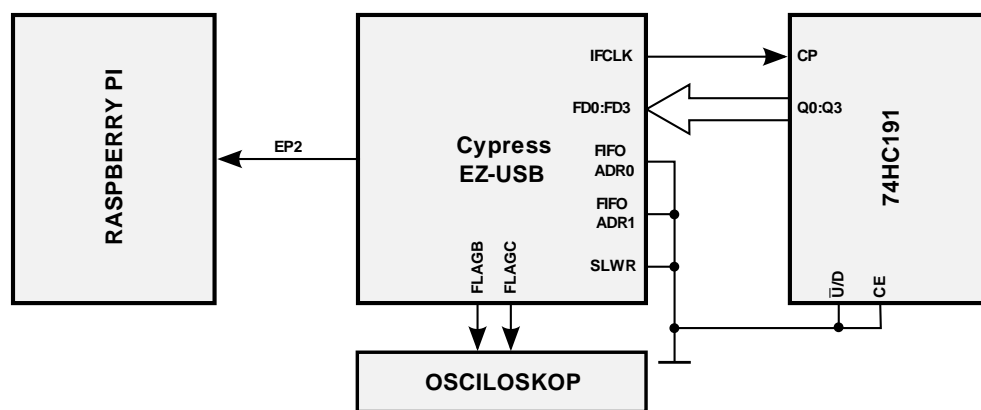 RASPBERRY PI
EP2
Cypress
EZ-USB
IFCLK
FD0:FD3
FIFO
ADR0
FIFO
ADR1
SLWR
FLAGB
FLAGC
CP
Q0:Q3
74HC191
U̅/D
CE
OSCILOSKOP